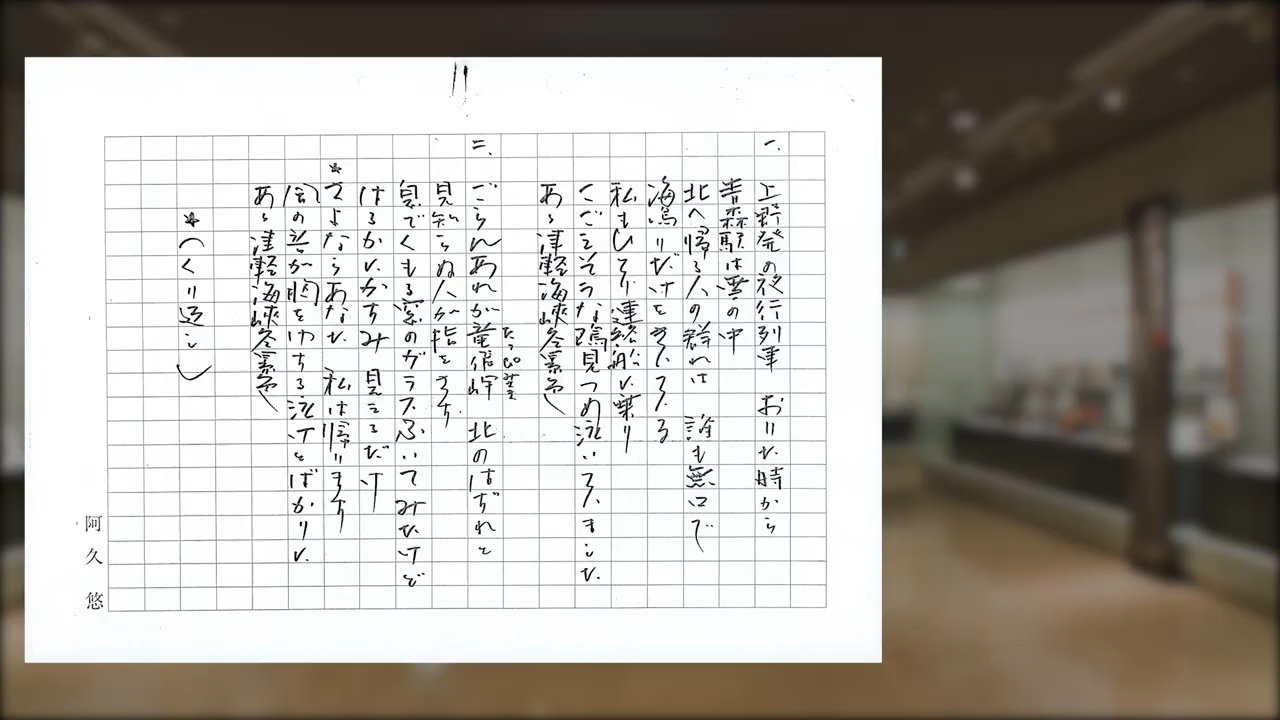 一、
上野発の夜行列車 おりた時から
青森駅は雪の中
北へ帰る人の群れは 誰も無口で
海鳴りだけをきいている
私もひとり連絡船に乗り
こごえそうな鴎見つめ泣いていました
あゝ津軽海峡冬景色
二、
ごらんあれが竜飛岬 北のはずれと
見知らぬ人が指をさす
息でくもる窓のガラスふいてみたけど
はるかにかすみ 見えるだけ
*さよならあなた 私は帰ります
風の音が胸をゆする泣けとばかりに
あゝ津軽海峡冬景色
*(くり返し)
阿久 悠